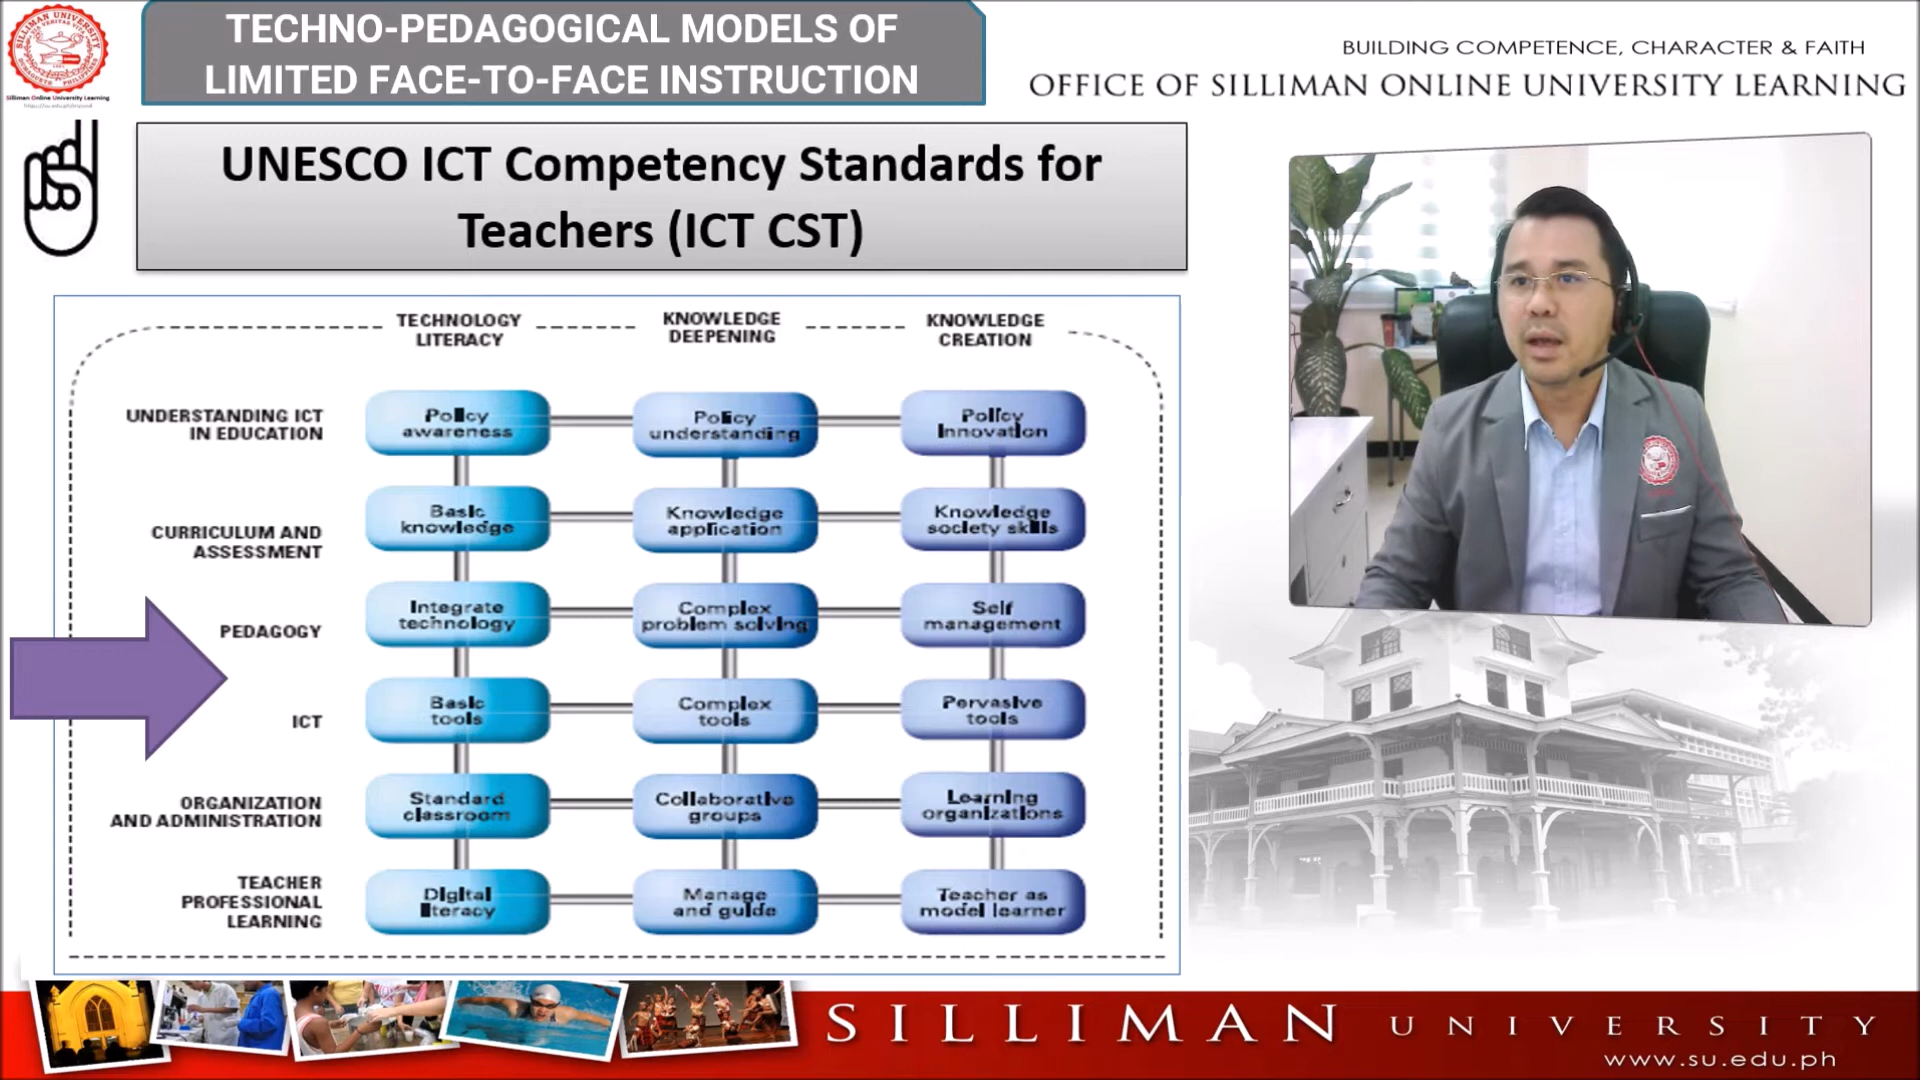 TECHNO-PEDAGOGICAL MODELS OF
LIMITED FACE-TO-FACE INSTRUCTION
BUILDING COMPETENCE, CHARACTER & FAITH
OFFICE OF SILLIMAN ONLINE UNIVERSITY LEARNING
Silliman Online University Learning
UNESCO ICT Competency Standards for
Teachers (ICT CST)
TECHNOLOGY
LITERACY
KNOWLEDGE
DEEPENING
KNOWLEDGE
CREATION
UNDERSTANDING ICT
IN EDUCATION
Policy
awareness
Policy
understanding
Policy
Innovation
CURRICULUM AND
ASSESSMENT
Basic
knowledge
Knowledge
application
Knowledge
society skills
PEDAGOGY
Integrate
technology
Complex
problem solving
Self
management
ICT
Basic
tools
Complex
tools
Pervasive
tools
ORGANIZATION
AND ADMINISTRATION
Standard
classroom
Collaborative
groups
Learning
organizations
TEACHER
PROFESSIONAL
LEARNING
Digital
literacy
Manage
and guide
Teacher as
model learner
SILLIMAN UNIVERSITY
www.su.edu.ph